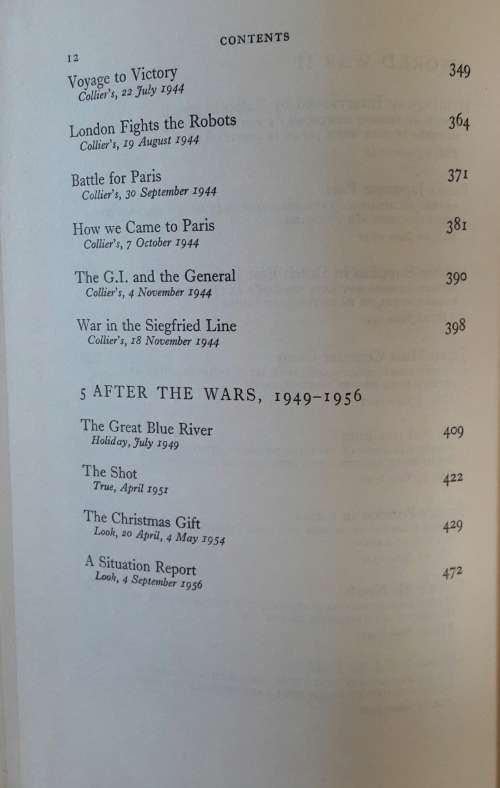 CONTENTS
12
Voyage to Victory 349
Collier's, 22 July 1944
London Fights the Robots 364
Collier's, 19 August 1944
Battle for Paris 371
Collier's, 30 September 1944
How we Came to Paris 381
Collier's, 7 October 1944
The G.I. and the General 390
Collier's, 4 November 1944
War in the Siegfried Line 398
Collier's, 18 November 1944
5 AFTER THE WARS, 1949–1956
The Great Blue River 409
Holiday, July 1949
The Shot 422
True, April 1951
The Christmas Gift 429
Look, 20 April, 4 May 1954
A Situation Report 472
Look, 4 September 1956